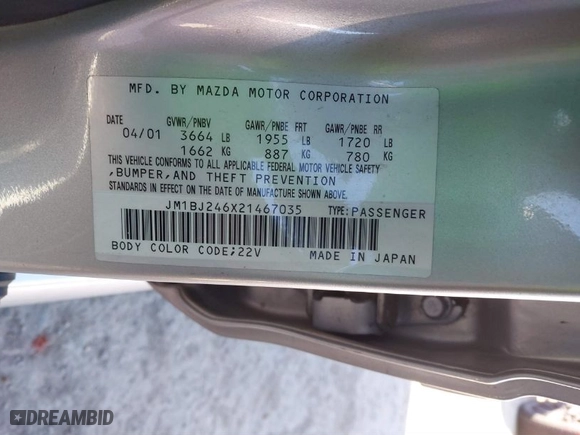 MFD. BY MAZDA MOTOR CORPORATION
DATE GVWR/PNBV GAWR/PNBE FRT GAWR/PNBE RR
04/01 3664 LB 1955 LB 1720 LB
1662 KG 887 KG 780 KG
THIS VEHICLE CONFORMS TO ALL APPLICABLE FEDERAL MOTOR VEHICLE SAFETY
,BUMPER,AND THEFT PREVENTION
STANDARDS IN EFFECT ON THE DATE OF MANUFACTURE SHOWN ABOVE.
JM1BJ246X21467035 TYPE:PASSENGER
BODY COLOR CODE;22V MADE IN JAPAN
DREAMBID